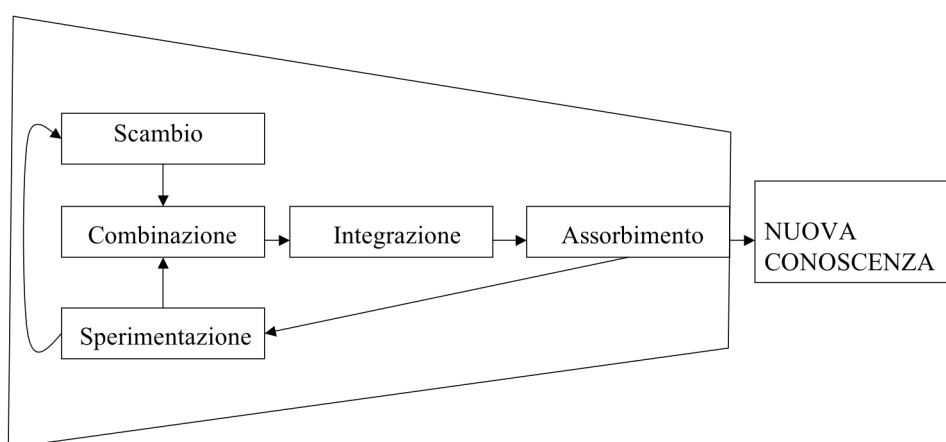 Scambio
Combinazione
Integrazione
Assorbimento
NUOVA
CONOSCENZA
Sperimentazione